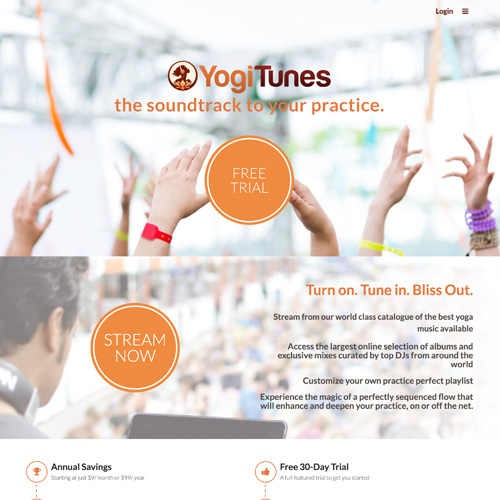 Login
YogiTunes
the soundtrack to your practice.
FREE
TRIAL
Turn on. Tune in. Bliss Out.
Stream from our world class catalogue of the best yoga
music available
STREAM
NOW
Access the largest online selection of albums and
exclusive mixes curated by top DJs from around the
world
Customize your own practice perfect playlist
Experience the magic of a perfectly sequenced flow that
will enhance and deepen your practice, on or off the net.
Annual Savings
Starting at just $9/ month or $99/ year
Free 30-Day Trial
A full featured trial to get you started